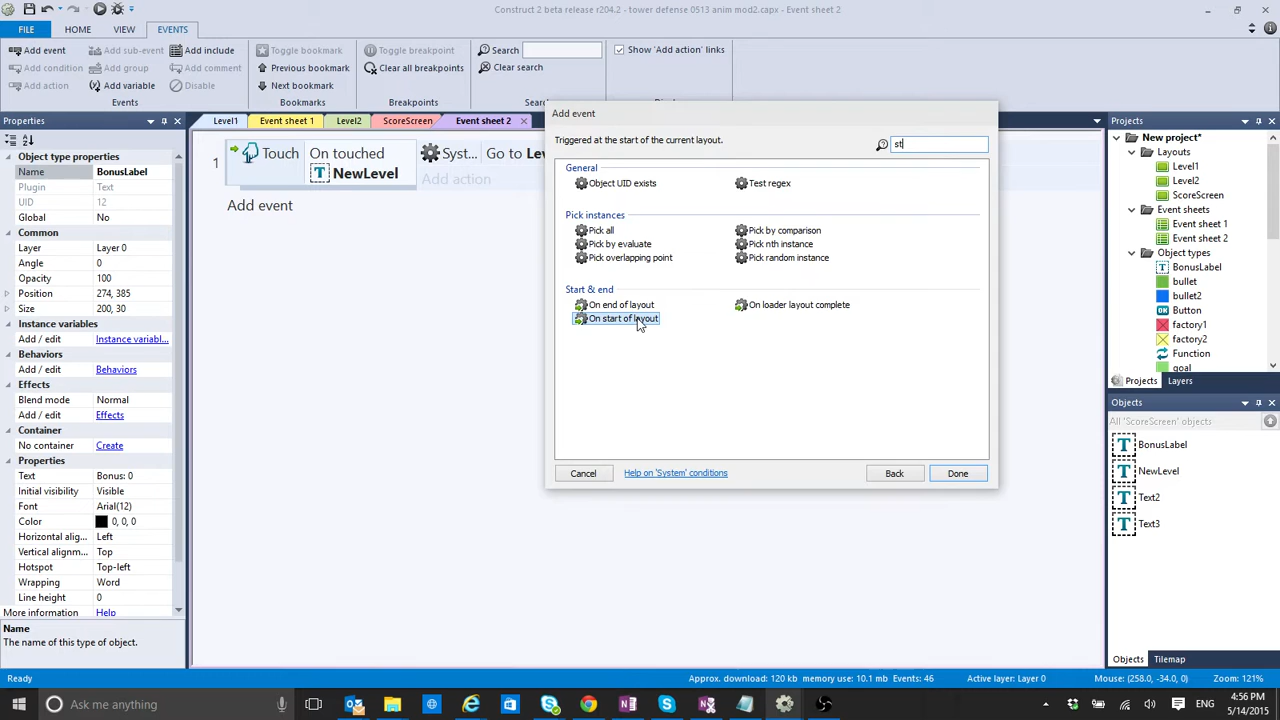 Construct 2 beta release r204.2 - tower defense 0513 anim mod2.capx - Event sheet 2
FILE HOME VIEW EVENTS
Add event Add sub-event Add include Toggle bookmark Toggle breakpoint Search Show 'Add action' links
Add condition Add group Add comment Previous bookmark Clear all breakpoints Clear search
Add action Add variable Disable Next bookmark
Events Bookmarks Breakpoints
Properties
Object type properties
Name BonusLabel
Plugin Text
UID 12
Global No
Common
Layer Layer 0
Angle 0
Opacity 100
Position 274, 385
Size 200, 30
Instance variables
Add / edit Instance variabl...
Behaviors
Add / edit Behaviors
Effects
Blend mode Normal
Add / edit Effects
Container
No container Create
Properties
Text Bonus: 0
Initial visibility Visible
Font Arial(12)
Color 0, 0, 0
Horizontal alig... Left
Vertical alignm... Top
Hotspot Top-left
Wrapping Word
Line height 0
More information Help
Name
The name of this type of object.
Level1 Event sheet 1 Level2 ScoreScreen Event sheet 2
1 Touch On touched T NewLevel
Syst... Go to Lev
Add action
Add event
Add event
Triggered at the start of the current layout.
st
General
Object UID exists Test regex
Pick instances
Pick all Pick by comparison
Pick by evaluate Pick nth instance
Pick overlapping point Pick random instance
Start & end
On end of layout On loader layout complete
On start of layout
Cancel Help on 'System' conditions Back Done
Projects
New project*
Layouts
Level1
Level2
ScoreScreen
Event sheets
Event sheet 1
Event sheet 2
Object types
BonusLabel
bullet
bullet2
Button
factory1
factory2
Function
goal
Projects Layers
Objects
All 'ScoreScreen' objects
T BonusLabel
T NewLevel
T Text2
T Text3
Objects Tilemap
Ready Approx. download: 120 kb memory use: 10.1 mb Events: 46 Active layer: Layer 0 Mouse: (258.0, -34.0, 0) Zoom: 121%
Ask me anything ENG 4:56 PM
5/14/2015